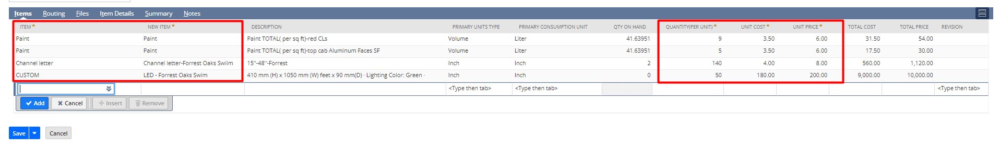 Items Routing Files Item Details Summary Notes
ITEM * NEW ITEM * DESCRIPTION PRIMARY UNITS TYPE PRIMARY CONSUMPTION UNIT QTY ON HAND QUANTITY(PER UNIT) * UNIT COST * UNIT PRICE * TOTAL COST TOTAL PRICE REVISION
Paint Paint Paint TOTAL( per sq ft)-red CLs Volume Liter 41.63951 9 3.50 6.00 31.50 54.00
Paint Paint Paint TOTAL( per sq ft)-top cab Aluminum Faces SF Volume Liter 41.63951 5 3.50 6.00 17.50 30.00
Channel letter Channel letter-Forrest Oaks Swiim 15''-48''-Forrest Inch Inch 2 140 4.00 8.00 560.00 1,120.00
CUSTOM LED - Forrest Oaks Swim 410 mm (H) x 1050 mm (W) feet x 90 mm(D) · Lighting Color: Green · Inch Inch 0 50 180.00 200.00 9,000.00 10,000.00
<Type then tab> <Type then tab> <Type then tab>
Add Cancel Insert Remove
Save Cancel